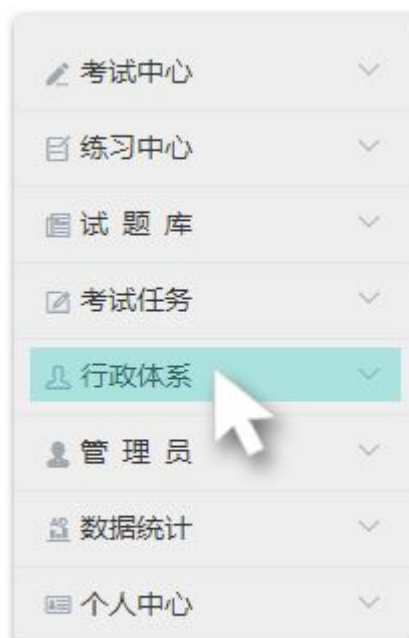 考试中心
练习中心
试 题 库
考试任务
行政体系
管 理 员
数据统计
个人中心